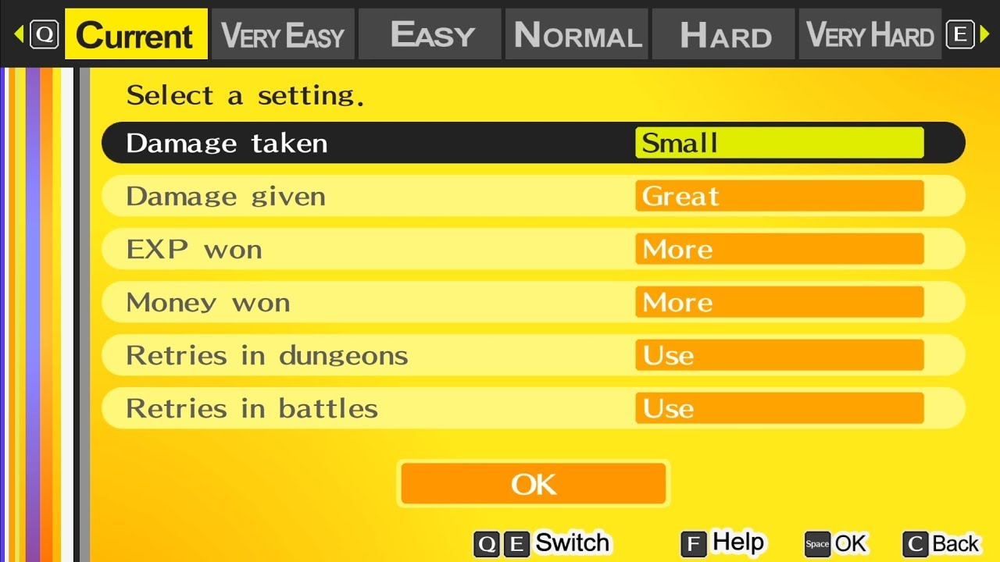 Q Current VERY EASY EASY NORMAL HARD VERY HARD E
Select a setting.
Damage taken Small
Damage given Great
EXP won More
Money won More
Retries in dungeons Use
Retries in battles Use
OK
Q E Switch F Help Space OK C Back